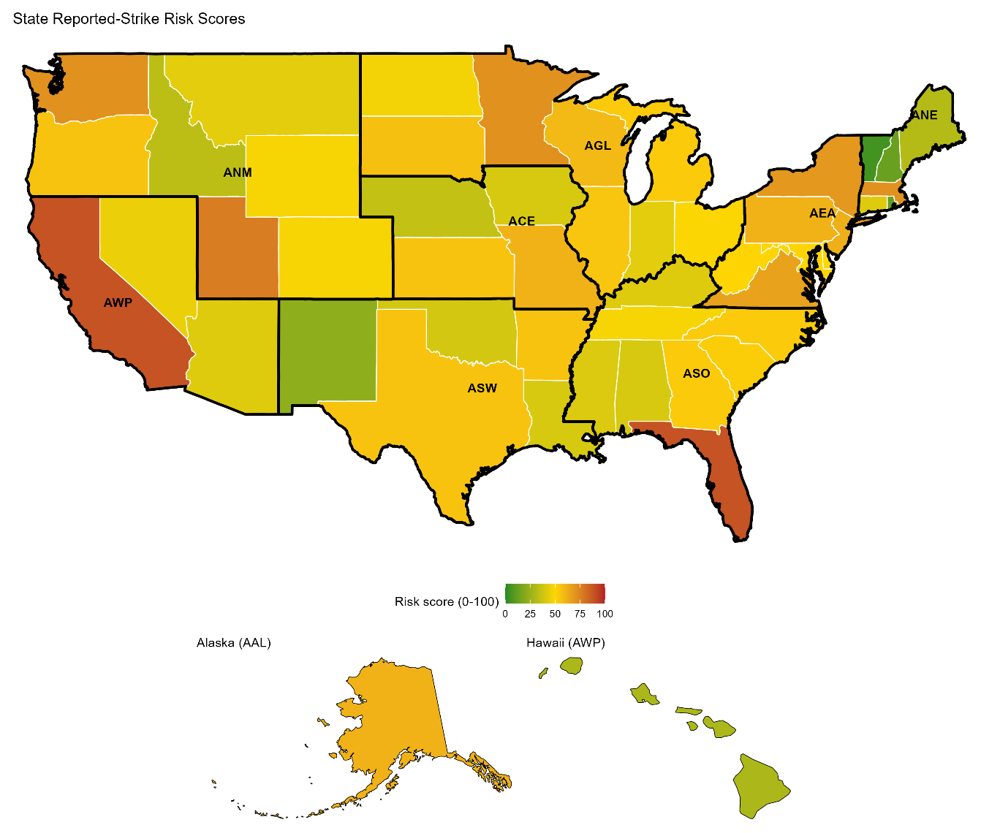 State Reported-Strike Risk Scores
ANE
AGL
ANM
AEA
ACE
AWP
ASO
ASW
Risk score (0-100)
0 25 50 75 100
Alaska (AAL) Hawaii (AWP)